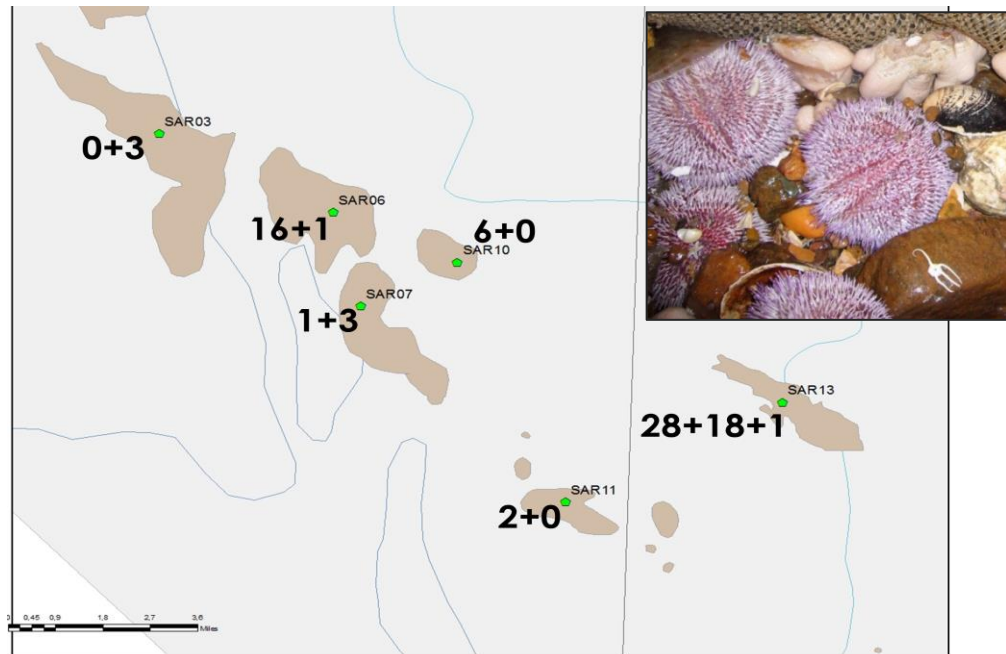 SAR03
0+3
SAR06
16+1
6+0
SAR10
SAR07
1+3
SAR13
28+18+1
SAR11
2+0
0 0,45 0,9 1,8 2,7 3,6
Miles